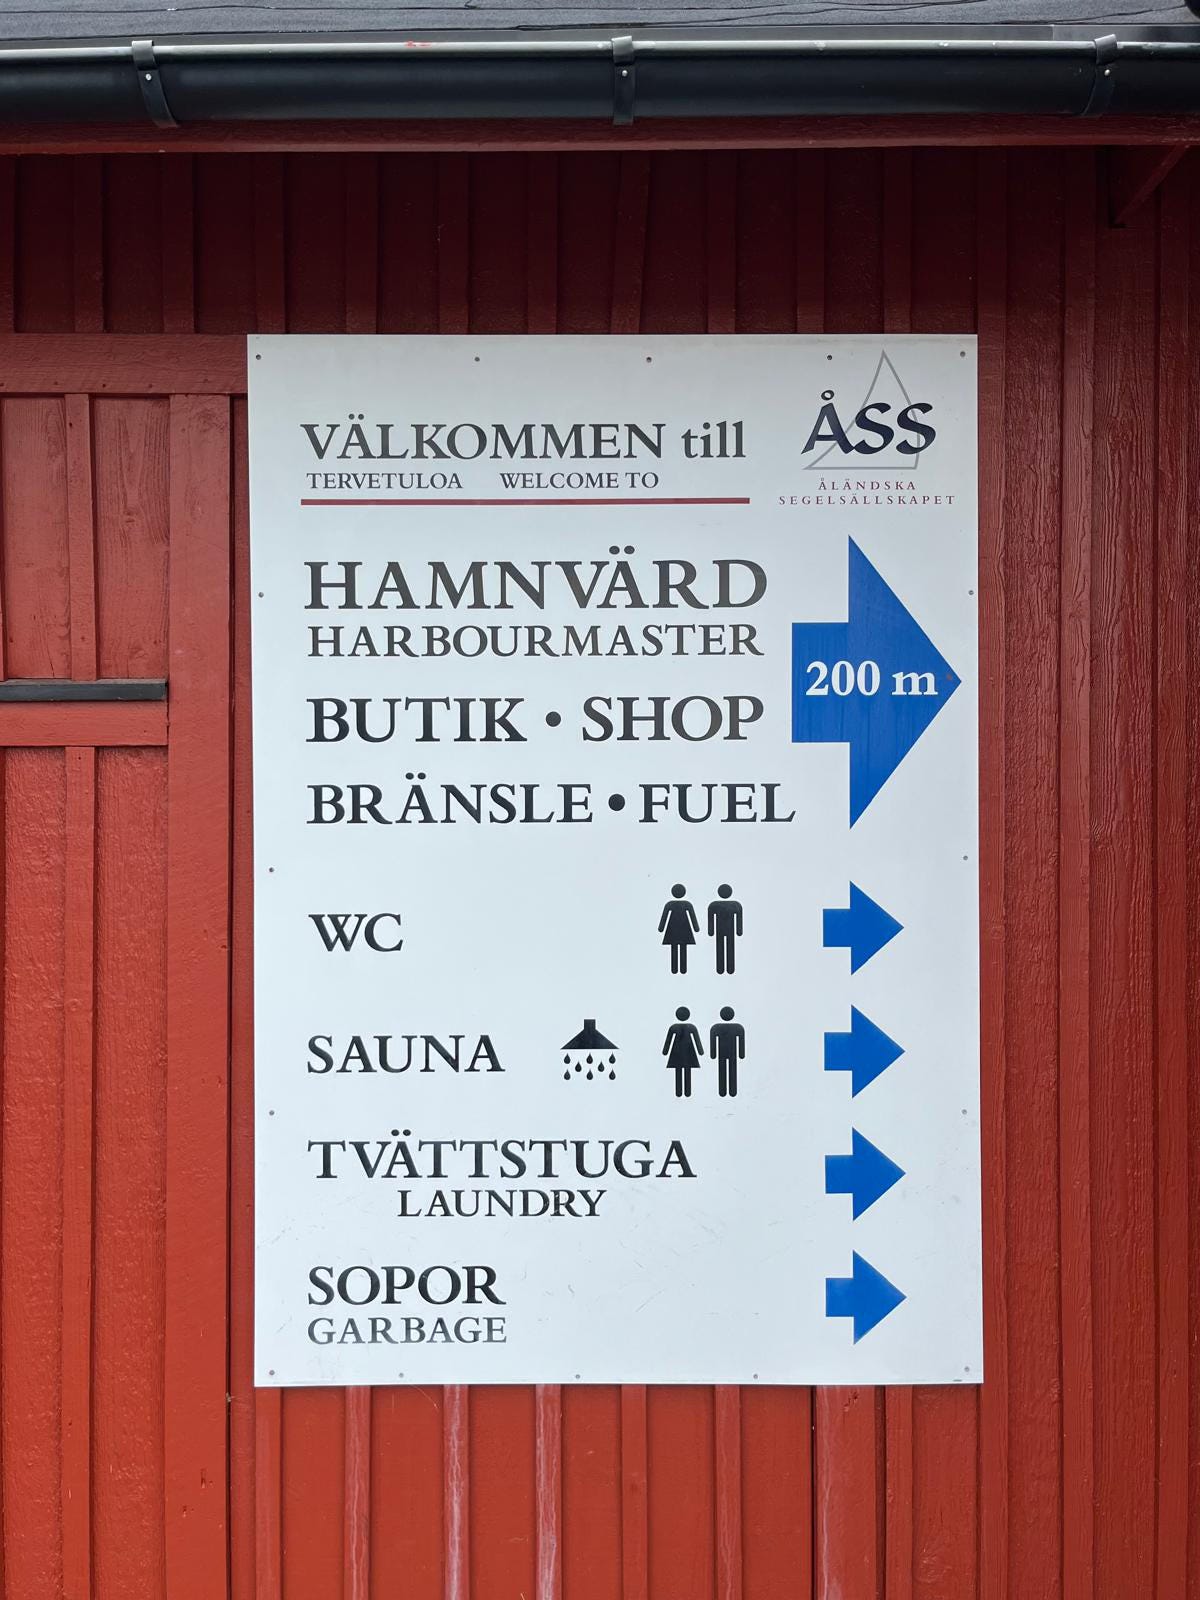 VÄLKOMMEN till
TERVETULOA WELCOME TO
ÅSS
ÅLÄNDSKA
SEGELSÄLLSKAPET
HAMNVÄRD
HARBOURMASTER
BUTIK • SHOP
BRÄNSLE • FUEL
200 m
WC
SAUNA
TVÄTTSTUGA
LAUNDRY
SOPOR
GARBAGE